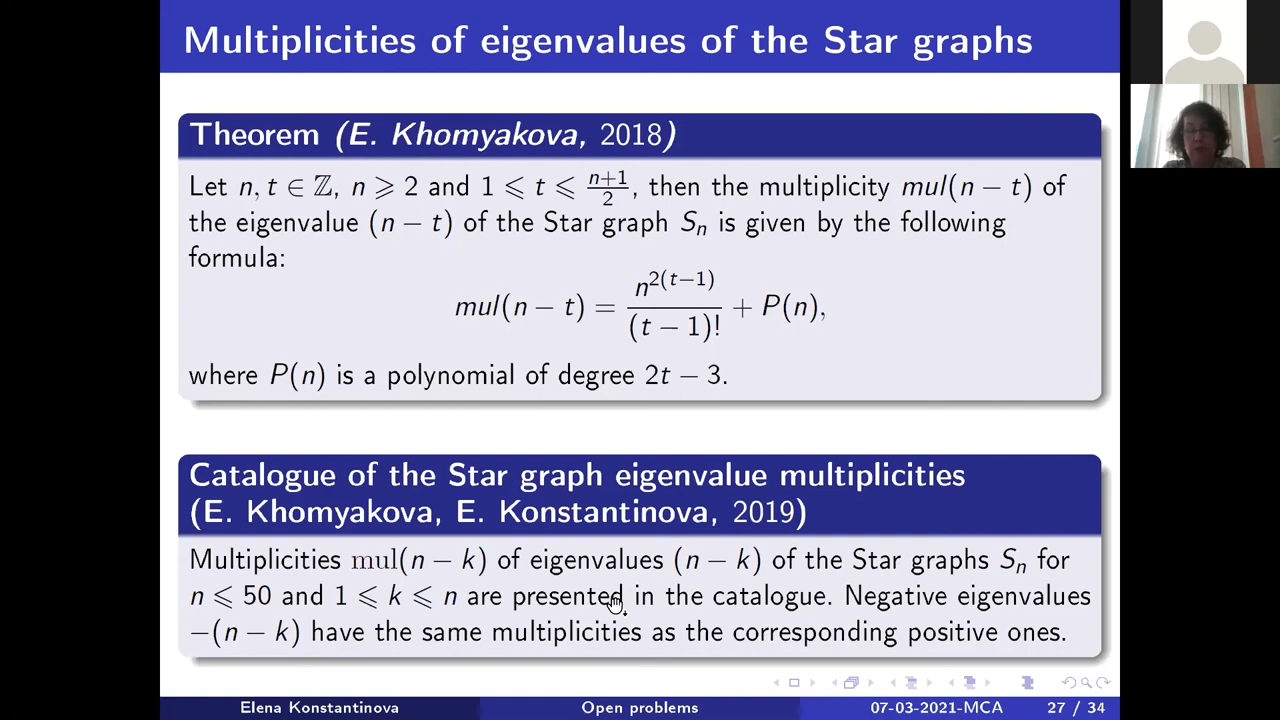 Multiplicities of eigenvalues of the Star graphs
Theorem (E. Khomyakova, 2018)
Let n, t ∈ ℤ, n ⩾ 2 and 1 ⩽ t ⩽ (n+1)/2, then the multiplicity mul(n − t) of
the eigenvalue (n − t) of the Star graph Sₙ is given by the following
formula:
mul(n − t) = n^{2(t−1)}/(t − 1)! + P(n),
where P(n) is a polynomial of degree 2t − 3.
Catalogue of the Star graph eigenvalue multiplicities
(E. Khomyakova, E. Konstantinova, 2019)
Multiplicities mul(n − k) of eigenvalues (n − k) of the Star graphs Sₙ for
n ⩽ 50 and 1 ⩽ k ⩽ n are presented in the catalogue. Negative eigenvalues
−(n − k) have the same multiplicities as the corresponding positive ones.
Elena Konstantinova Open problems 07-03-2021-MCA 27 / 34